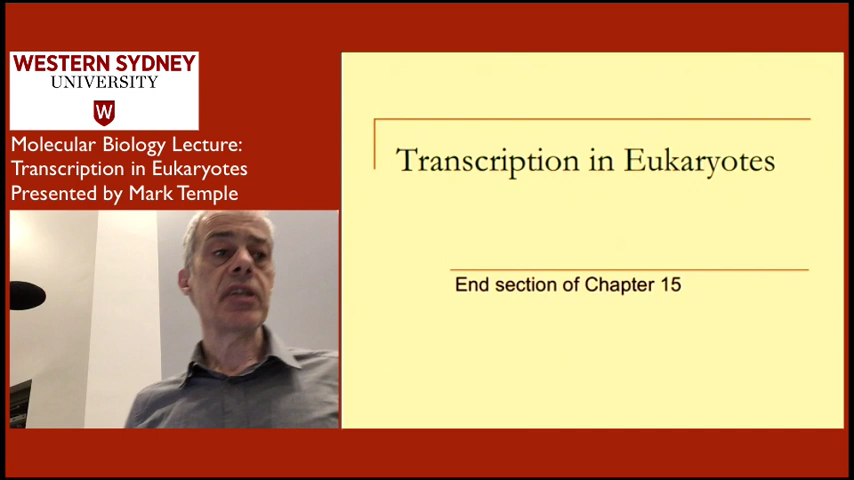 WESTERN SYDNEY
UNIVERSITY
W
Molecular Biology Lecture:
Transcription in Eukaryotes
Presented by Mark Temple
Transcription in Eukaryotes
End section of Chapter 15